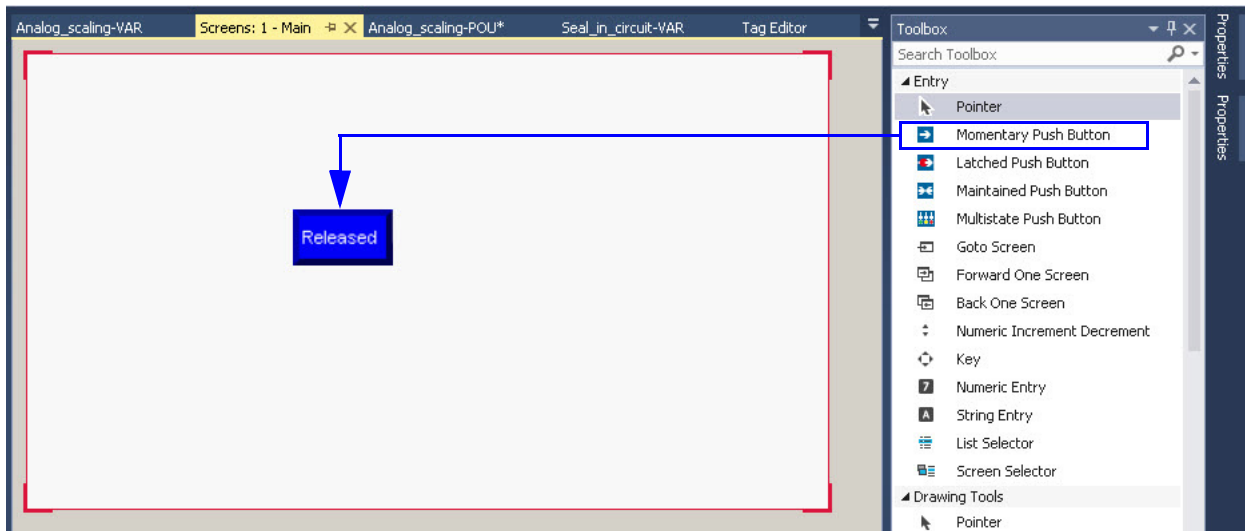 Analog_scaling-VAR Screens: 1 - Main Analog_scaling-POU* Seal_in_circuit-VAR Tag Editor
Released
Toolbox
Search Toolbox
Entry
Pointer
Momentary Push Button
Latched Push Button
Maintained Push Button
Multistate Push Button
Goto Screen
Forward One Screen
Back One Screen
Numeric Increment Decrement
Key
7 Numeric Entry
A String Entry
List Selector
Screen Selector
Drawing Tools
Pointer
Properties
Properties